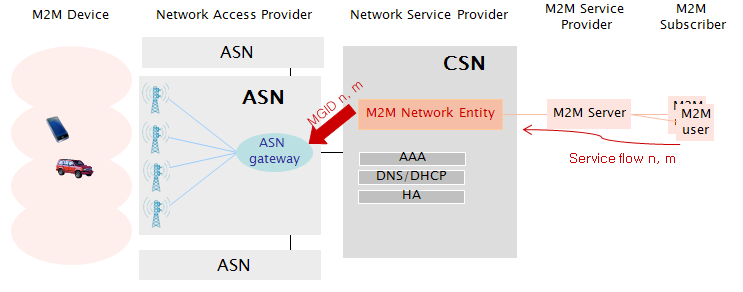 M2M Device
Network Access Provider
Network Service Provider
M2M Service
Provider
M2M
Subscriber
ASN
ASN
ASN
gateway
ASN
MGID n, m
CSN
M2M Network Entity
AAA
DNS/DHCP
HA
M2M Server
M2M
M2M
user
Service flow n, m